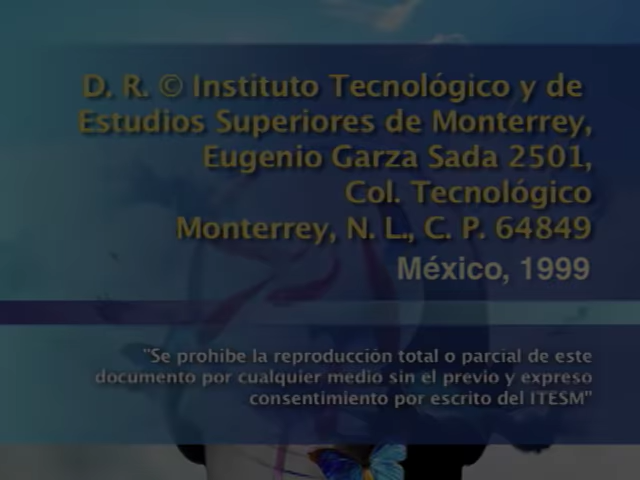 D. R. © Instituto Tecnológico y de
Estudios Superiores de Monterrey,
Eugenio Garza Sada 2501,
Col. Tecnológico
Monterrey, N. L., C. P. 64849
México, 1999
"Se prohibe la reproducción total o parcial de este
documento por cualquier medio sin el previo y expreso
consentimiento por escrito del ITESM"